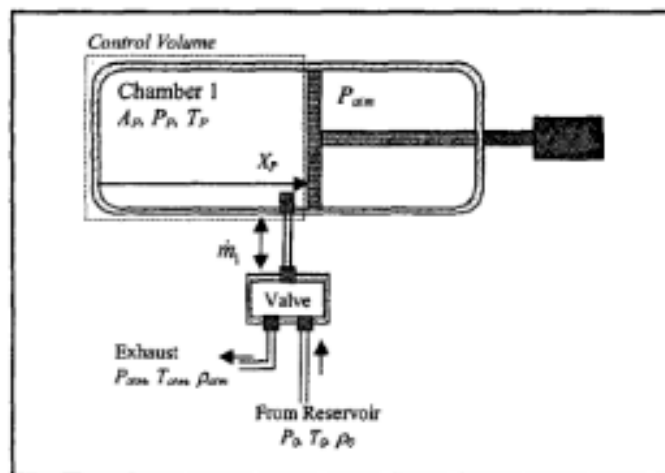 Control Volume
Chamber 1
A_P, P_P, T_P
P_atm
X_P
ṁ₁
Valve
Exhaust
P_atm, T_atm, ρ_atm
From Reservoir
P_0, T_0, ρ_0